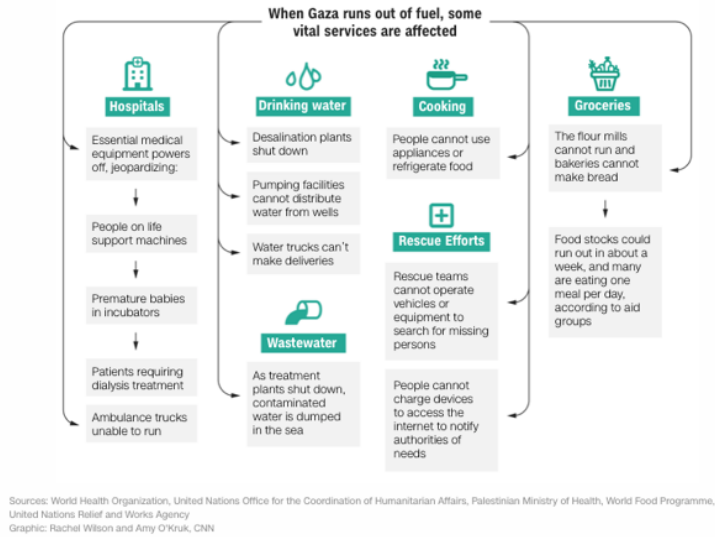 When Gaza runs out of fuel, some
vital services are affected
Hospitals
Essential medical
equipment powers
off, jeopardizing:
People on life
support machines
Premature babies
in incubators
Patients requiring
dialysis treatment
Ambulance trucks
unable to run
Drinking water
Desalination plants
shut down
Pumping facilities
cannot distribute
water from wells
Water trucks can't
make deliveries
Wastewater
As treatment
plants shut down,
contaminated
water is dumped
in the sea
Cooking
People cannot use
appliances or
refrigerate food
Rescue Efforts
Rescue teams
cannot operate
vehicles or
equipment to
search for missing
persons
People cannot
charge devices
to access the
internet to notify
authorities of
needs
Groceries
The flour mills
cannot run and
bakeries cannot
make bread
Food stocks could
run out in about a
week, and many
are eating one
meal per day,
according to aid
groups
Sources: World Health Organization, United Nations Office for the Coordination of Humanitarian Affairs, Palestinian Ministry of Health, World Food Programme,
United Nations Relief and Works Agency
Graphic: Rachel Wilson and Amy O'Kruk, CNN